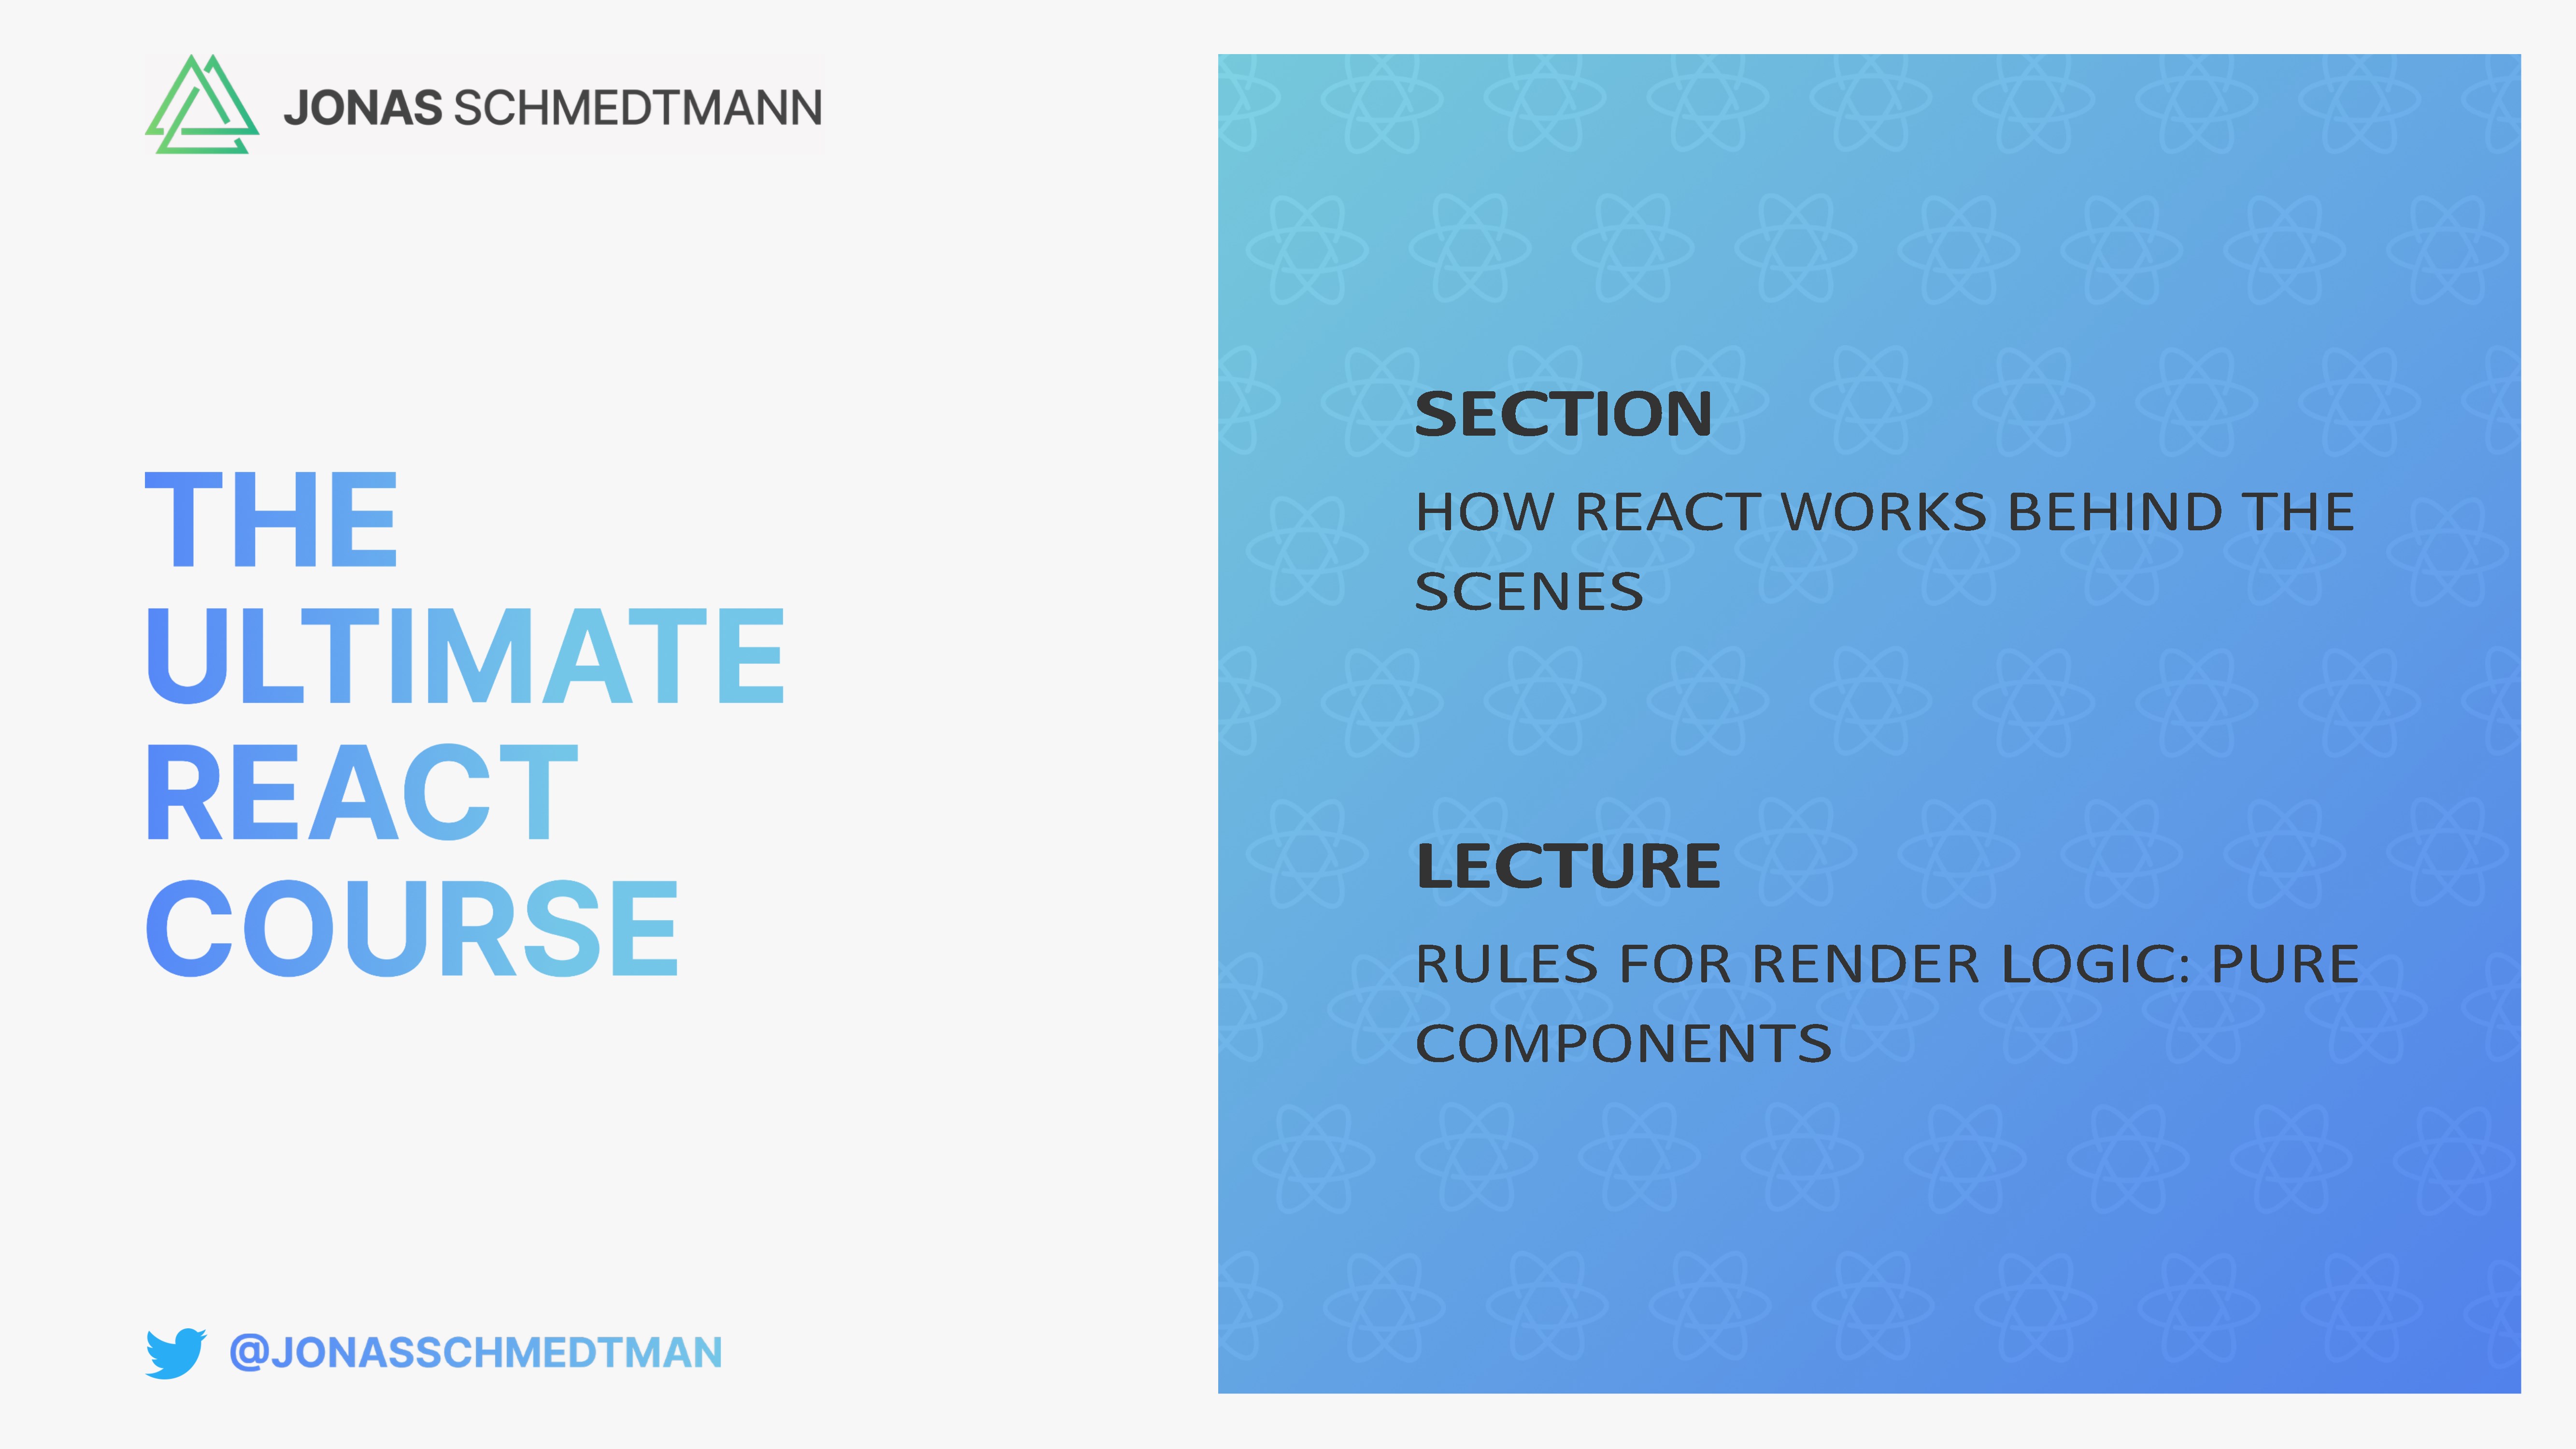 JONAS SCHMEDTMANN
THE
ULTIMATE
REACT
COURSE
@JONASSCHMEDTMAN
SECTION
HOW REACT WORKS BEHIND THE
SCENES
LECTURE
RULES FOR RENDER LOGIC: PURE
COMPONENTS